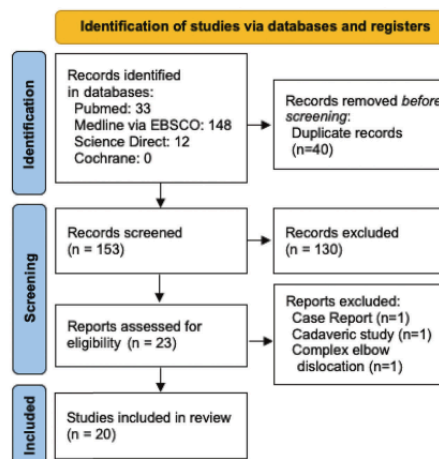 Identification of studies via databases and registers
Identification
Records identified
in databases:
Pubmed: 33
Medline via EBSCO: 148
Science Direct: 12
Cochrane: 0
Records removed before
screening:
Duplicate records
(n=40)
Screening
Records screened
(n = 153)
Records excluded
(n = 130)
Reports assessed for
eligibility (n = 23)
Reports excluded:
Case Report (n=1)
Cadaveric study (n=1)
Complex elbow
dislocation (n=1)
Included
Studies included in review
(n = 20)